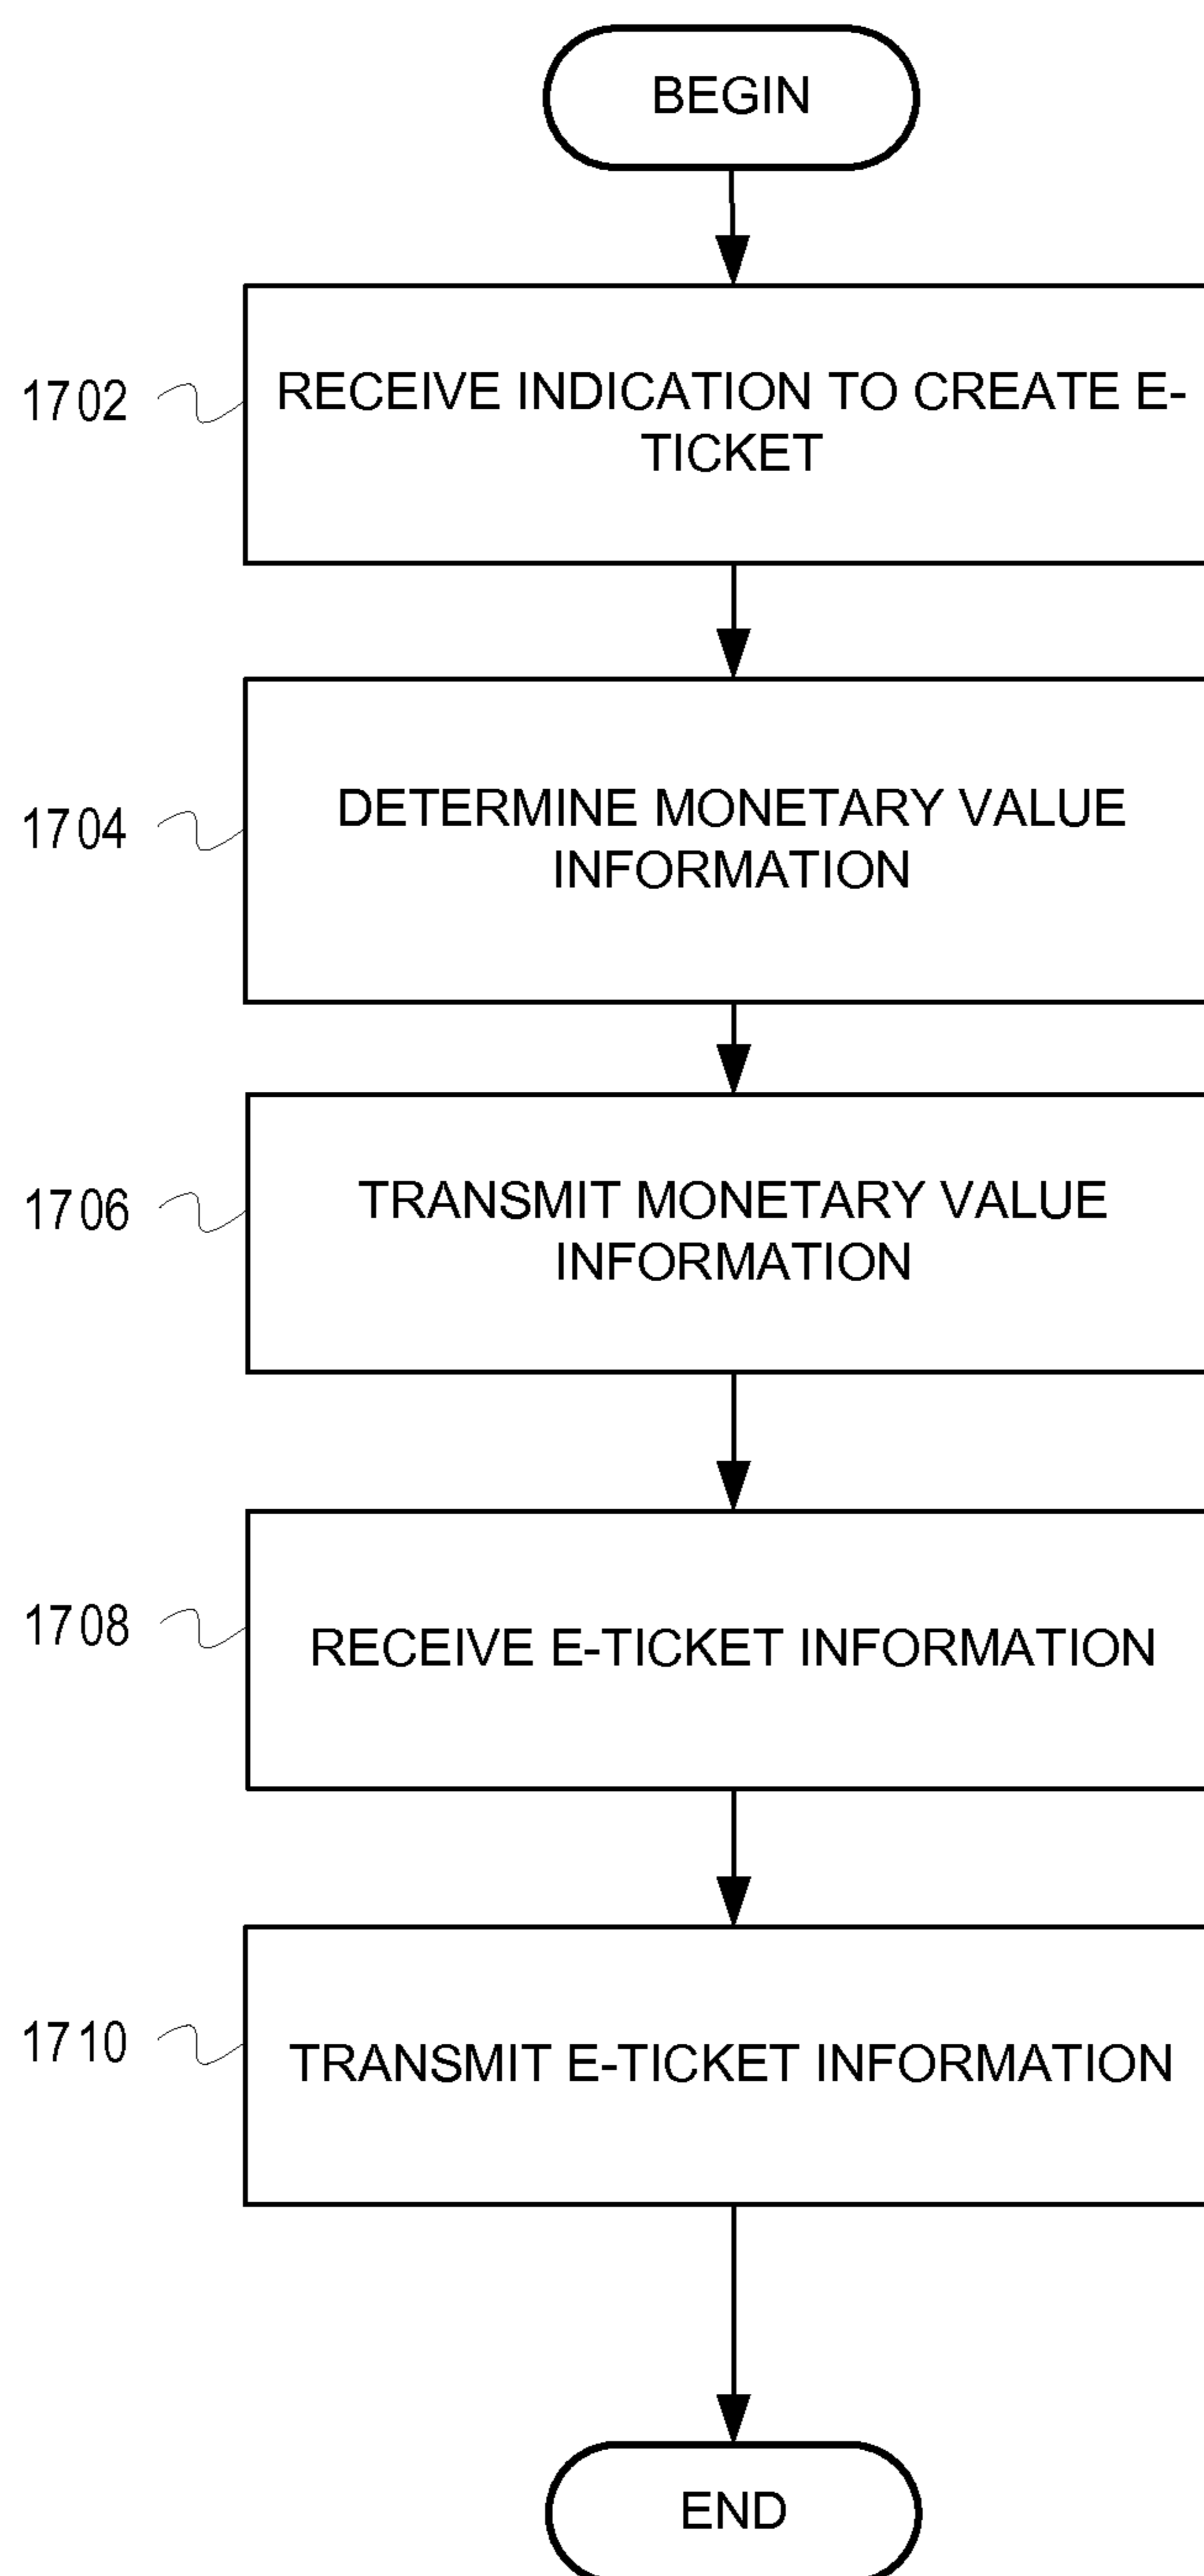 BEGIN
1702
RECEIVE INDICATION TO CREATE E-
TICKET
1704
DETERMINE MONETARY VALUE
INFORMATION
1706
TRANSMIT MONETARY VALUE
INFORMATION
1708
RECEIVE E-TICKET INFORMATION
1710
TRANSMIT E-TICKET INFORMATION
END